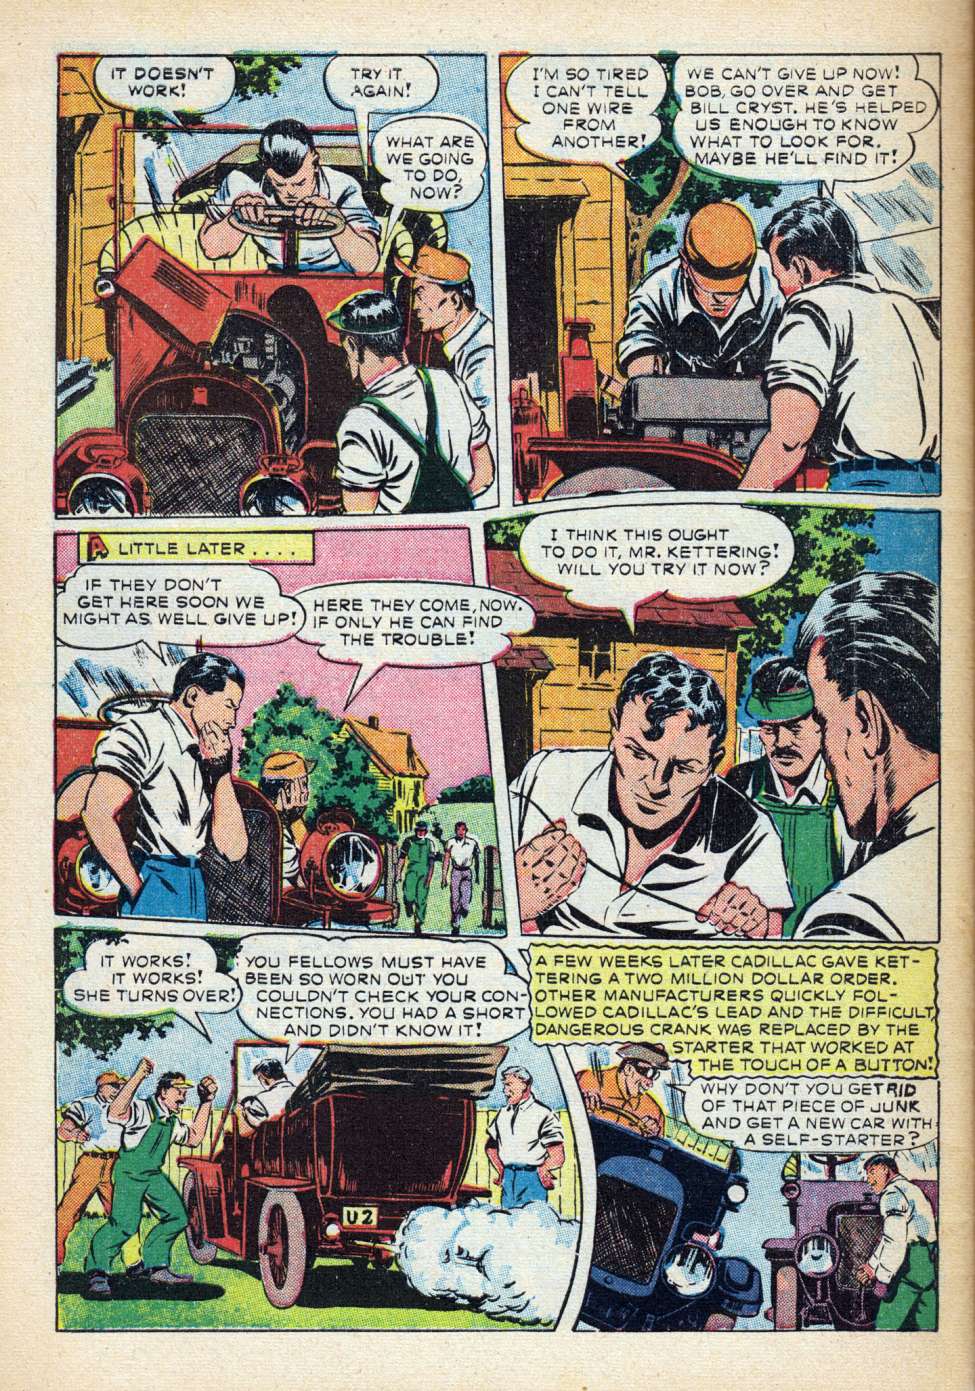 IT DOESN'T
WORK!
TRY IT
AGAIN!
WHAT ARE
WE GOING
TO DO,
NOW?
I'M SO TIRED
I CAN'T TELL
ONE WIRE
FROM
ANOTHER!
WE CAN'T GIVE UP NOW!
BOB, GO OVER AND GET
BILL CRYST. HE'S HELPED
US ENOUGH TO KNOW
WHAT TO LOOK FOR.
MAYBE HE'LL FIND IT!
A LITTLE LATER....
IF THEY DON'T
GET HERE SOON WE
MIGHT AS WELL GIVE UP!
HERE THEY COME, NOW.
IF ONLY HE CAN FIND
THE TROUBLE!
I THINK THIS OUGHT
TO DO IT, MR. KETTERING!
WILL YOU TRY IT NOW?
IT WORKS!
IT WORKS!
SHE TURNS OVER!
YOU FELLOWS MUST HAVE
BEEN SO WORN OUT YOU
COULDN'T CHECK YOUR CON-
NECTIONS. YOU HAD A SHORT
AND DIDN'T KNOW IT!
U2
A FEW WEEKS LATER CADILLAC GAVE KET-
TERING A TWO MILLION DOLLAR ORDER.
OTHER MANUFACTURERS QUICKLY FOL-
LOWED CADILLAC'S LEAD AND THE DIFFICULT,
DANGEROUS CRANK WAS REPLACED BY THE
STARTER THAT WORKED AT
THE TOUCH OF A BUTTON!
WHY DON'T YOU GET RID
OF THAT PIECE OF JUNK
AND GET A NEW CAR WITH
A SELF-STARTER?